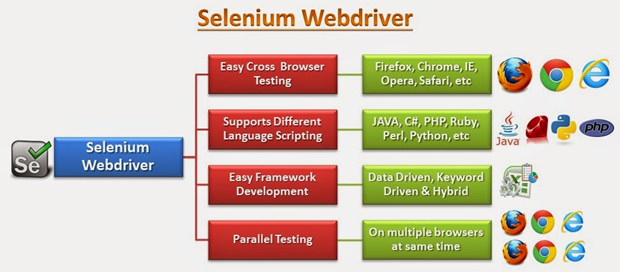 Selenium Webdriver
Easy Cross Browser
Testing
Firefox, Chrome, IE,
Opera, Safari, etc
Supports Different
Language Scripting
JAVA, C#, PHP, Ruby,
Perl, Python, etc
Java
php
Se
Selenium
Webdriver
Easy Framework
Development
Data Driven, Keyword
Driven & Hybrid
Parallel Testing
On multiple browsers
at same time